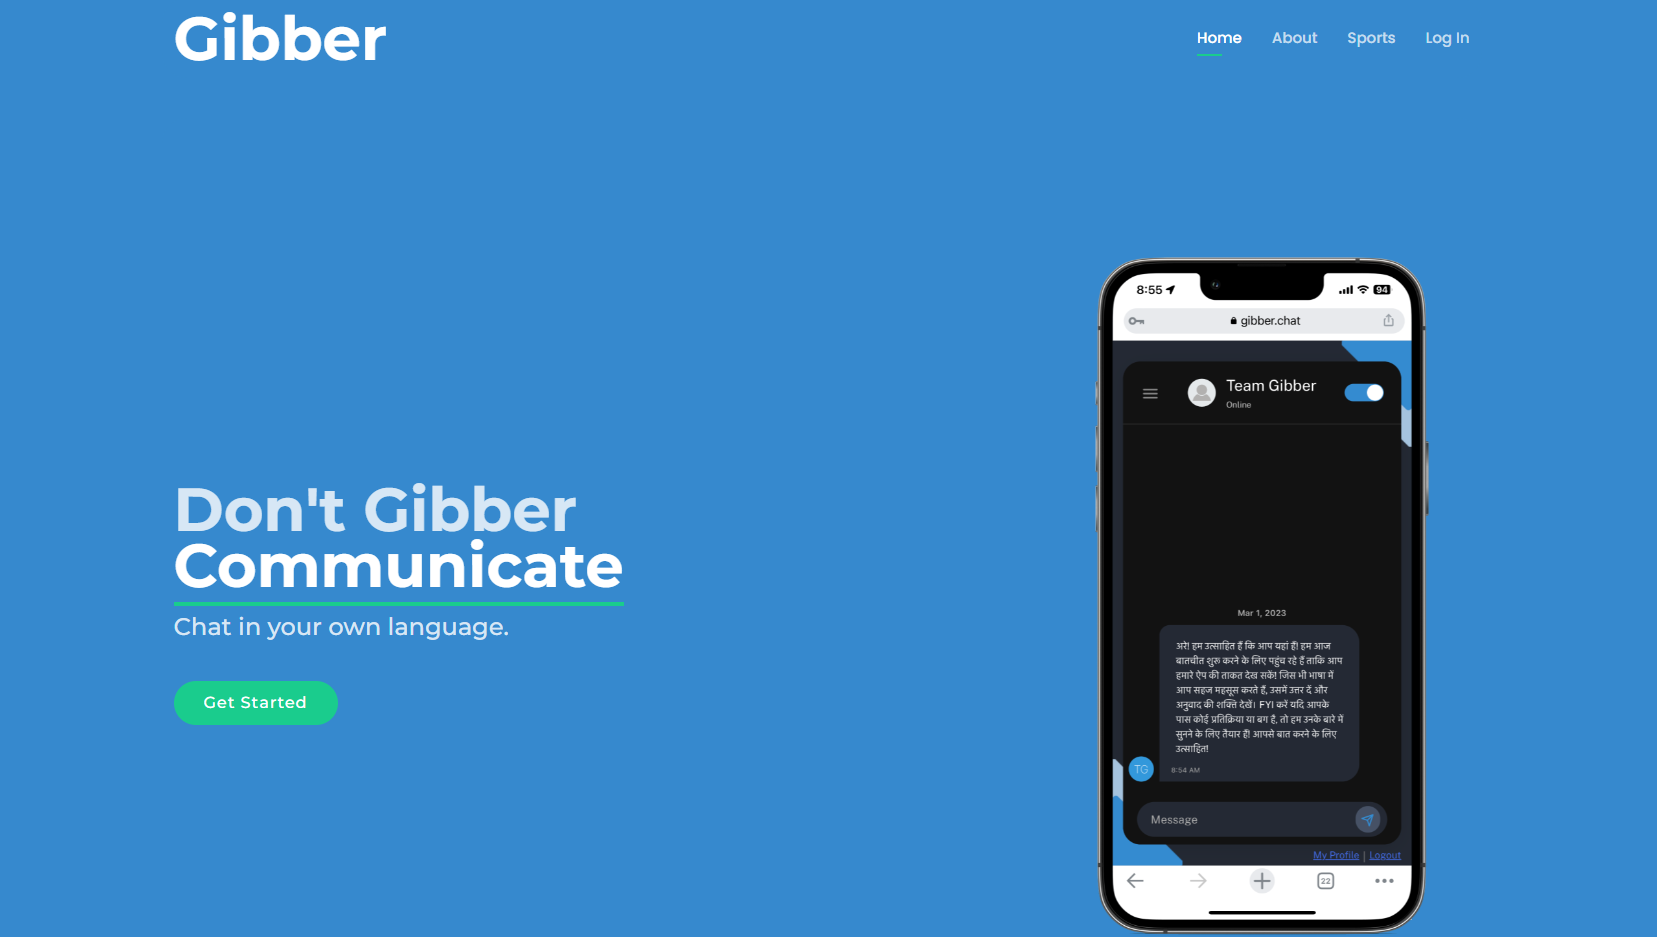 Gibber
Home About Sports Log In
Don't Gibber
Communicate
Chat in your own language.
Get Started
8:55
94
gibber.chat
Team Gibber
Online
Mar 1, 2023
अरे! हम उत्साहित हैं कि आप यहां हैं! हम आज
बातचीत शुरू करने के लिए पहुंच रहे हैं ताकि आप
हमारे ऐप की ताकत देख सकें! जिस भी भाषा में
आप सहज महसूस करते हैं, उसमें उत्तर दें और
अनुवाद की शक्ति देखें। FYI करें यदि आपके
पास कोई प्रतिक्रिया या बग है, तो हम उनके बारे में
सुनने के लिए तैयार हैं! आपसे बात करने के लिए
उत्साहित!
TG
8:54 AM
Message
My Profile | Logout
22